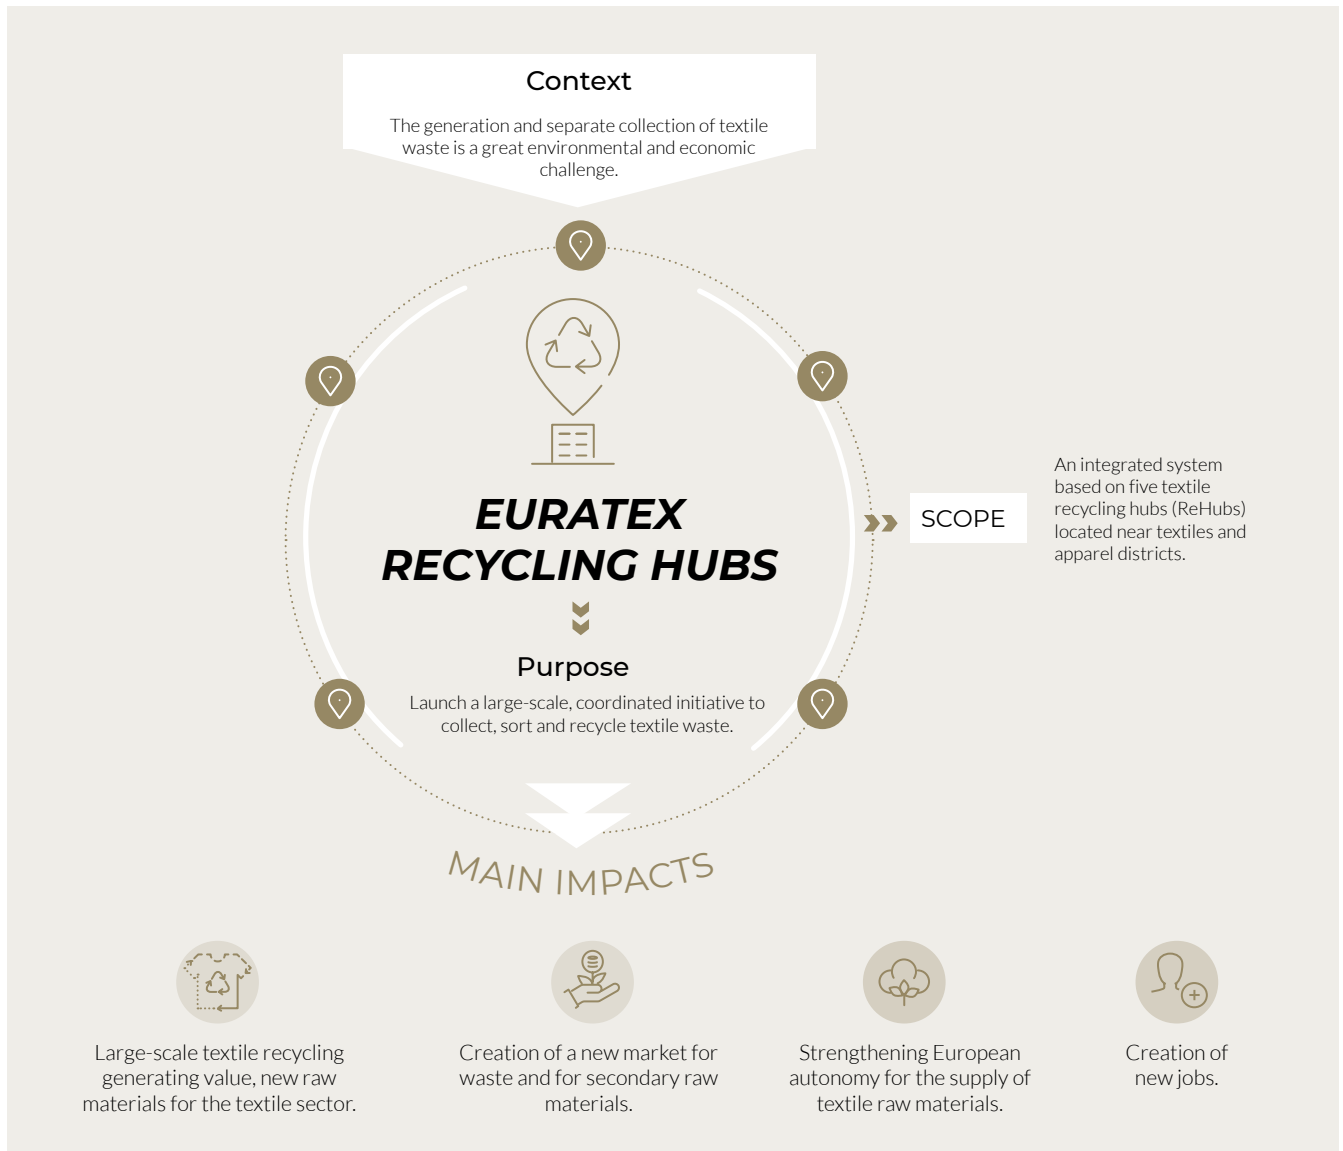 Context
The generation and separate collection of textile
waste is a great environmental and economic
challenge.
EURATEX
RECYCLING HUBS
Purpose
Launch a large-scale, coordinated initiative to
collect, sort and recycle textile waste.
SCOPE
An integrated system
based on five textile
recycling hubs (ReHubs)
located near textiles and
apparel districts.
MAIN IMPACTS
Large-scale textile recycling
generating value, new raw
materials for the textile sector.
Creation of a new market for
waste and for secondary raw
materials.
Strengthening European
autonomy for the supply of
textile raw materials.
Creation of
new jobs.